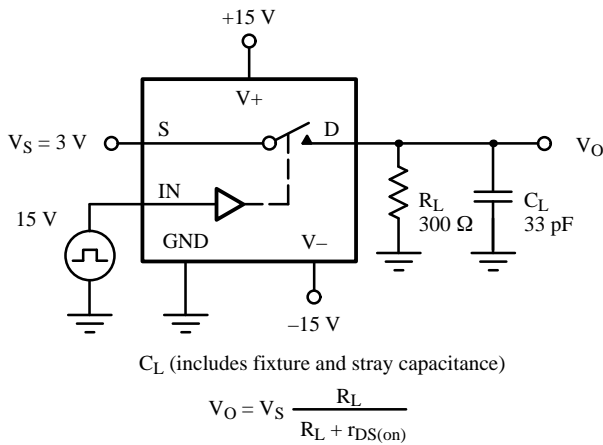 +15 V
V+
S
D
V_S = 3 V
V_O
IN
15 V
R_L
300 Ω
C_L
33 pF
GND
V–
–15 V
C_L (includes fixture and stray capacitance)
V_O = V_S R_L / (R_L + r_DS(on))